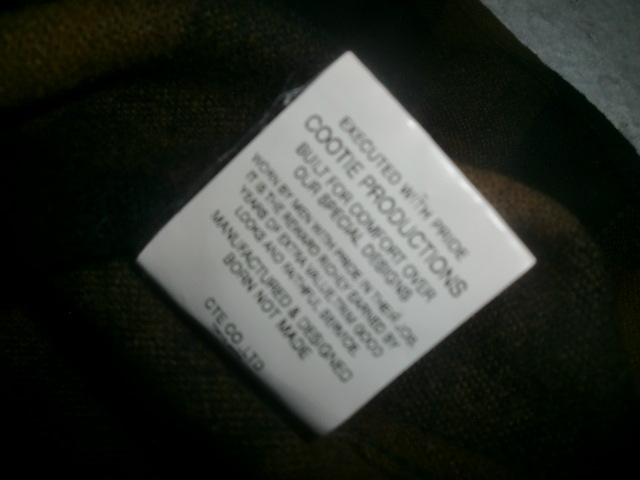 EXECUTED WITH PRIDE
COOTIE PRODUCTIONS
BUILT FOR COMFORT OVER
OUR SPECIAL DESIGNS
WORN BY MEN WITH PRIDE IN THEIR JOB
IT IS THE REWARD RICHLY EARNED BY
YEARS OF EXTRA VALUE THEIR GOOD
LOOKS AND FAITHFUL SERVICE
MANUFACTURED & DESIGNED
BORN NOT MADE
CTE CO.,LTD.